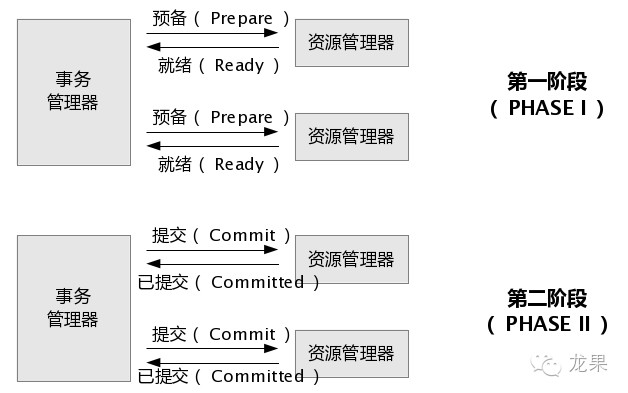 预备（ Prepare ）
资源管理器
就绪（ Ready ）
事务
管理器
第一阶段
（ PHASE I ）
预备（ Prepare ）
资源管理器
就绪（ Ready ）
提交（ Commit ）
资源管理器
已提交（ Committed ）
事务
管理器
第二阶段
（ PHASE II ）
提交（ Commit ）
资源管理器
已提交（ Committed ）
龙果